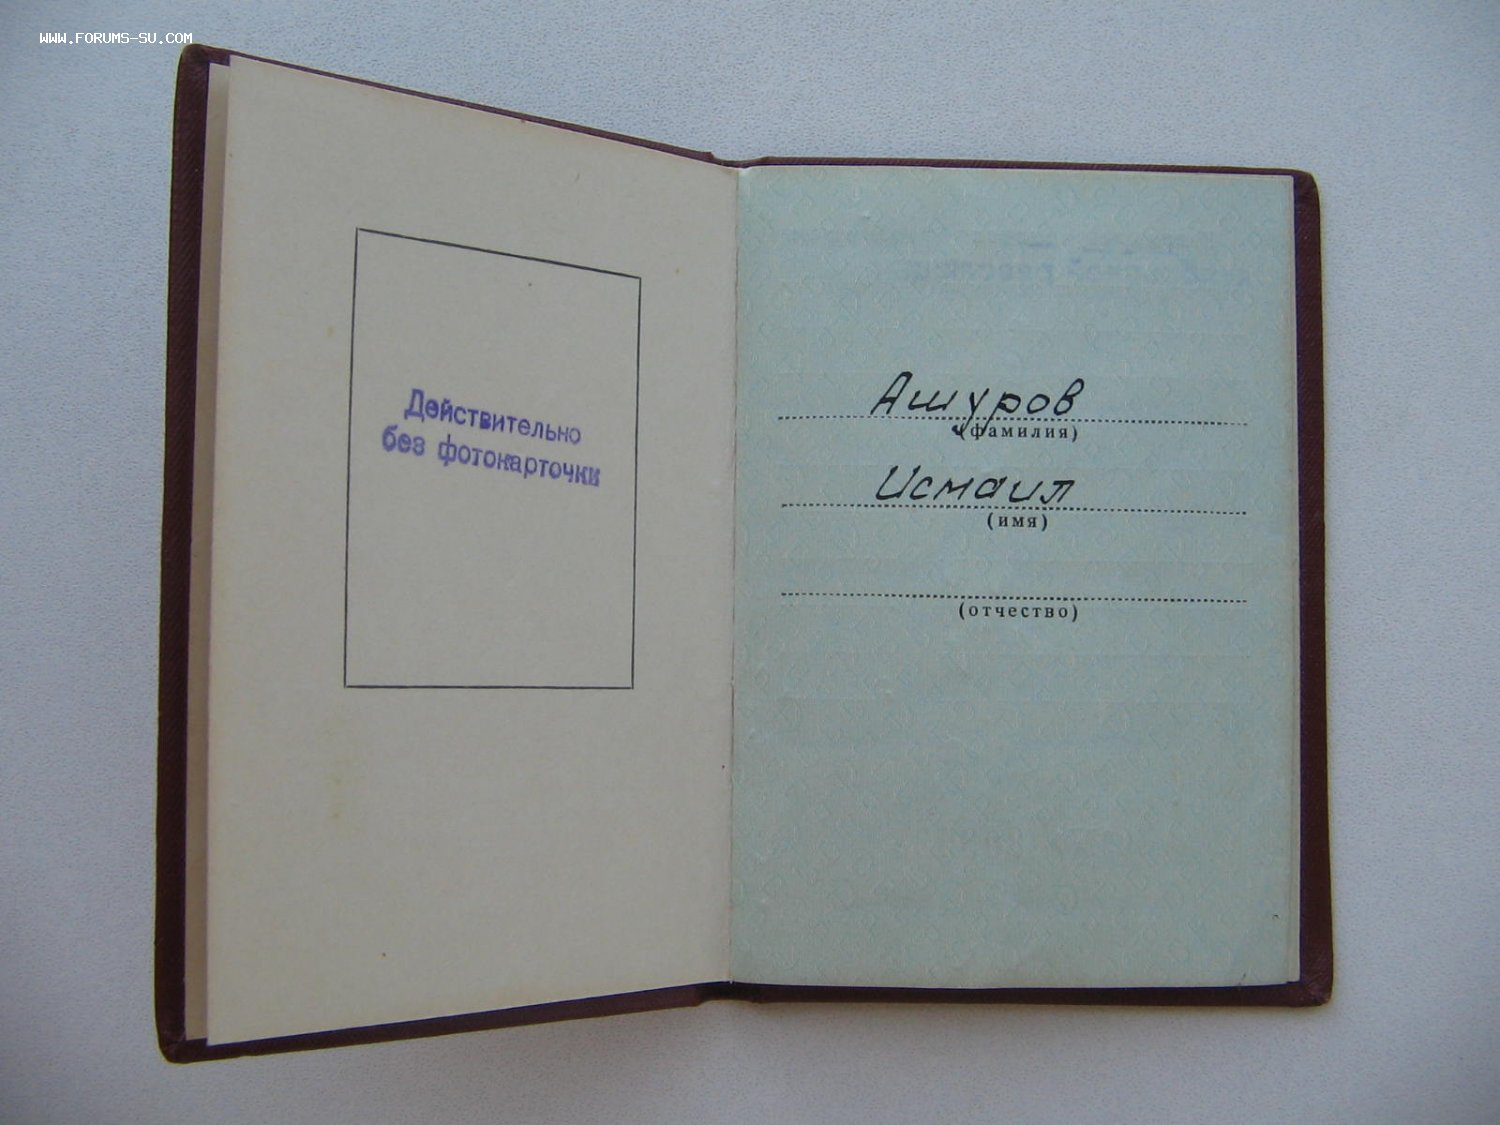 WWW.FORUMS-SU.COM
Действительно
без фотокарточки
Ашуров
(фамилия)
Исмаил
(имя)
(отчество)